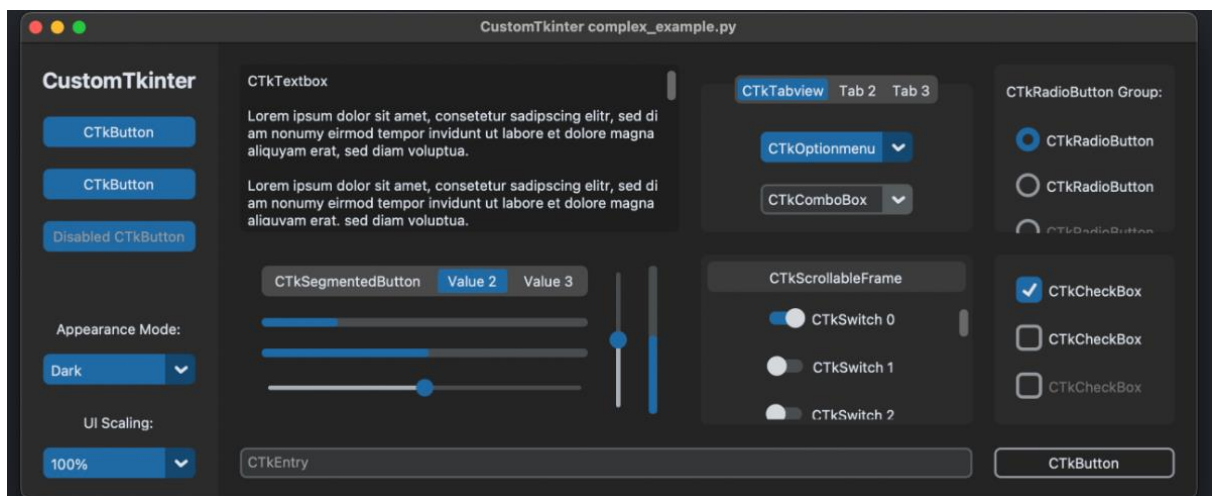 CustomTkinter complex_example.py
CustomTkinter
CTkButton
CTkButton
Disabled CTkButton
Appearance Mode:
Dark
UI Scaling:
100%
CTkTextbox
Lorem ipsum dolor sit amet, consetetur sadipscing elitr, sed di
am nonumy eirmod tempor invidunt ut labore et dolore magna
aliquyam erat, sed diam voluptua.
Lorem ipsum dolor sit amet, consetetur sadipscing elitr, sed di
am nonumy eirmod tempor invidunt ut labore et dolore magna
aliquyam erat, sed diam voluptua.
CTkTabview Tab 2 Tab 3
CTkOptionmenu
CTkComboBox
CTkRadioButton Group:
CTkRadioButton
CTkRadioButton
CTkRadioButton
CTkSegmentedButton Value 2 Value 3
CTkScrollableFrame
CTkSwitch 0
CTkSwitch 1
CTkSwitch 2
CTkCheckBox
CTkCheckBox
CTkCheckBox
CTkEntry
CTkButton